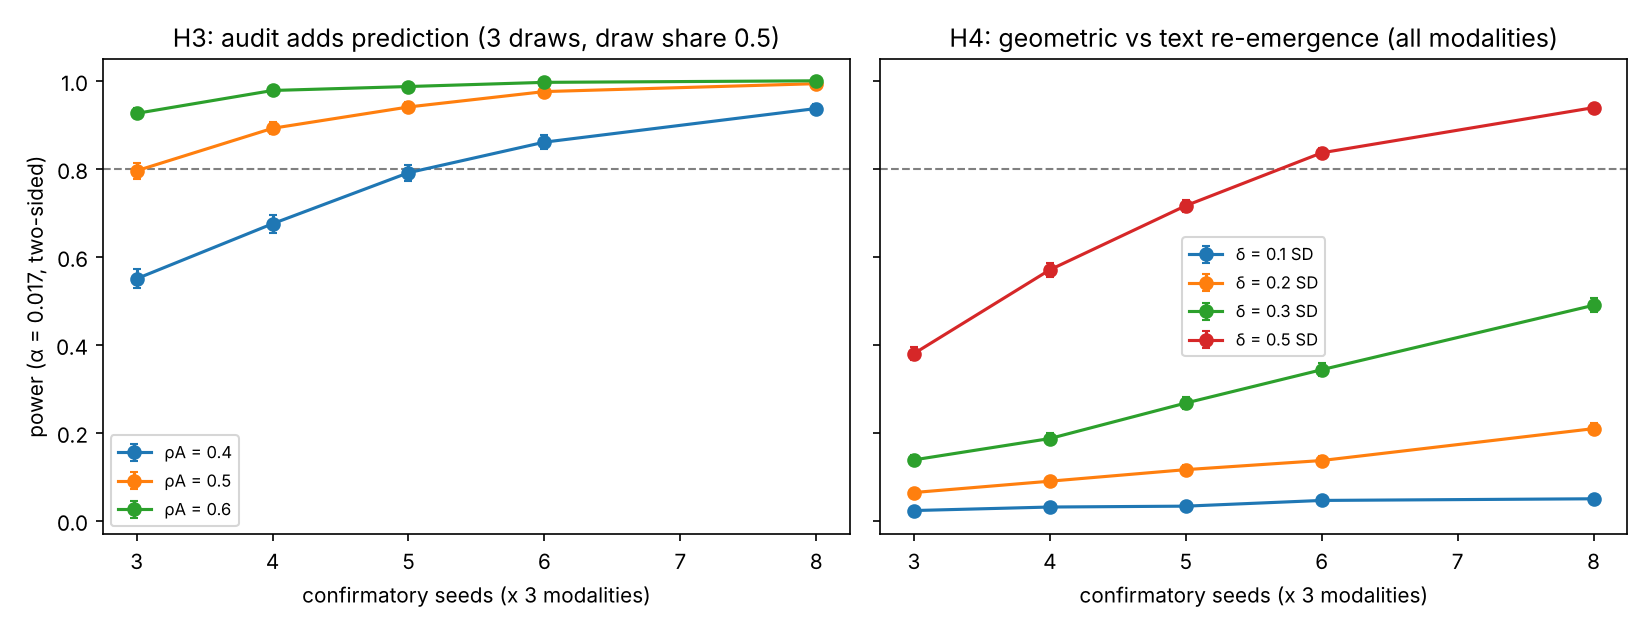 H3: audit adds prediction (3 draws, draw share 0.5)
power (α = 0.017, two-sided)
1.0
0.8
0.6
0.4
0.2
0.0
ρA = 0.4
ρA = 0.5
ρA = 0.6
3 4 5 6 7 8
confirmatory seeds (x 3 modalities)
H4: geometric vs text re-emergence (all modalities)
δ = 0.1 SD
δ = 0.2 SD
δ = 0.3 SD
δ = 0.5 SD
3 4 5 6 7 8
confirmatory seeds (x 3 modalities)